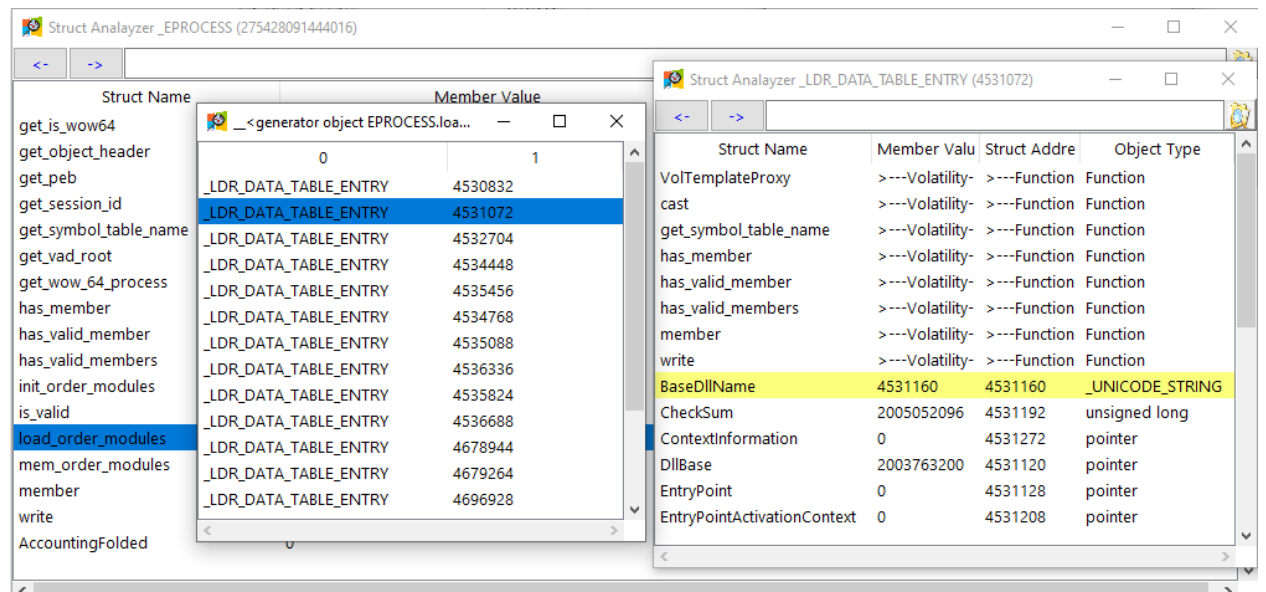 Struct Analayzer _EPROCESS (275428091444016)
<- ->
Struct Name Member Value
get_is_wow64
get_object_header
get_peb
get_session_id
get_symbol_table_name
get_vad_root
get_wow_64_process
has_member
has_valid_member
has_valid_members
init_order_modules
is_valid
load_order_modules
mem_order_modules
member
write
AccountingFolded 0
__<generator object EPROCESS.loa...
0 1
_LDR_DATA_TABLE_ENTRY 4530832
_LDR_DATA_TABLE_ENTRY 4531072
_LDR_DATA_TABLE_ENTRY 4532704
_LDR_DATA_TABLE_ENTRY 4534448
_LDR_DATA_TABLE_ENTRY 4535456
_LDR_DATA_TABLE_ENTRY 4534768
_LDR_DATA_TABLE_ENTRY 4535088
_LDR_DATA_TABLE_ENTRY 4536336
_LDR_DATA_TABLE_ENTRY 4535824
_LDR_DATA_TABLE_ENTRY 4536688
_LDR_DATA_TABLE_ENTRY 4678944
_LDR_DATA_TABLE_ENTRY 4679264
_LDR_DATA_TABLE_ENTRY 4696928
Struct Analayzer _LDR_DATA_TABLE_ENTRY (4531072)
<- ->
Struct Name Member Valu Struct Addre Object Type
VolTemplateProxy >---Volatility- >---Function Function
cast >---Volatility- >---Function Function
get_symbol_table_name >---Volatility- >---Function Function
has_member >---Volatility- >---Function Function
has_valid_member >---Volatility- >---Function Function
has_valid_members >---Volatility- >---Function Function
member >---Volatility- >---Function Function
write >---Volatility- >---Function Function
BaseDllName 4531160 4531160 _UNICODE_STRING
CheckSum 2005052096 4531192 unsigned long
ContextInformation 0 4531272 pointer
DllBase 2003763200 4531120 pointer
EntryPoint 0 4531128 pointer
EntryPointActivationContext 0 4531208 pointer